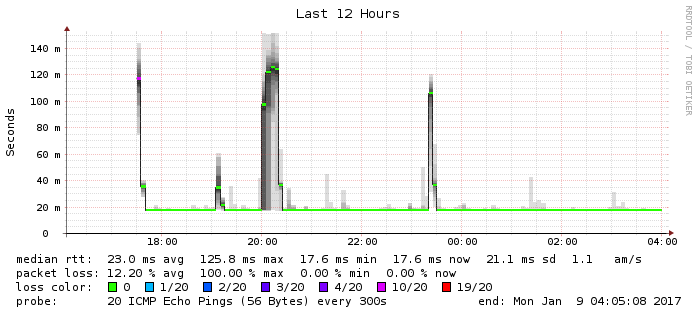 Last 12 Hours
RRDTOOL / TOBI OETIKER
Seconds
140 m
120 m
100 m
80 m
60 m
40 m
20 m
0
18:00 20:00 22:00 00:00 02:00 04:00
median rtt: 23.0 ms avg 125.8 ms max 17.6 ms min 17.6 ms now 21.1 ms sd 1.1 am/s
packet loss: 12.20 % avg 100.00 % max 0.00 % min 0.00 % now
loss color: 0 1/20 2/20 3/20 4/20 10/20 19/20
probe: 20 ICMP Echo Pings (56 Bytes) every 300s end: Mon Jan 9 04:05:08 2017